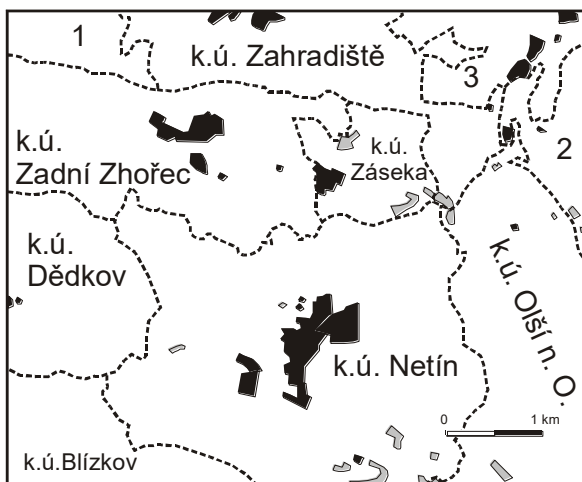 1
k.ú. Zahradiště
3
k.ú.
Zadní Zhořec
k.ú.
Záseka
2
k.ú.
Dědkov
k.ú. Olší n. O.
k.ú. Netín
0 1 km
k.ú.Blízkov